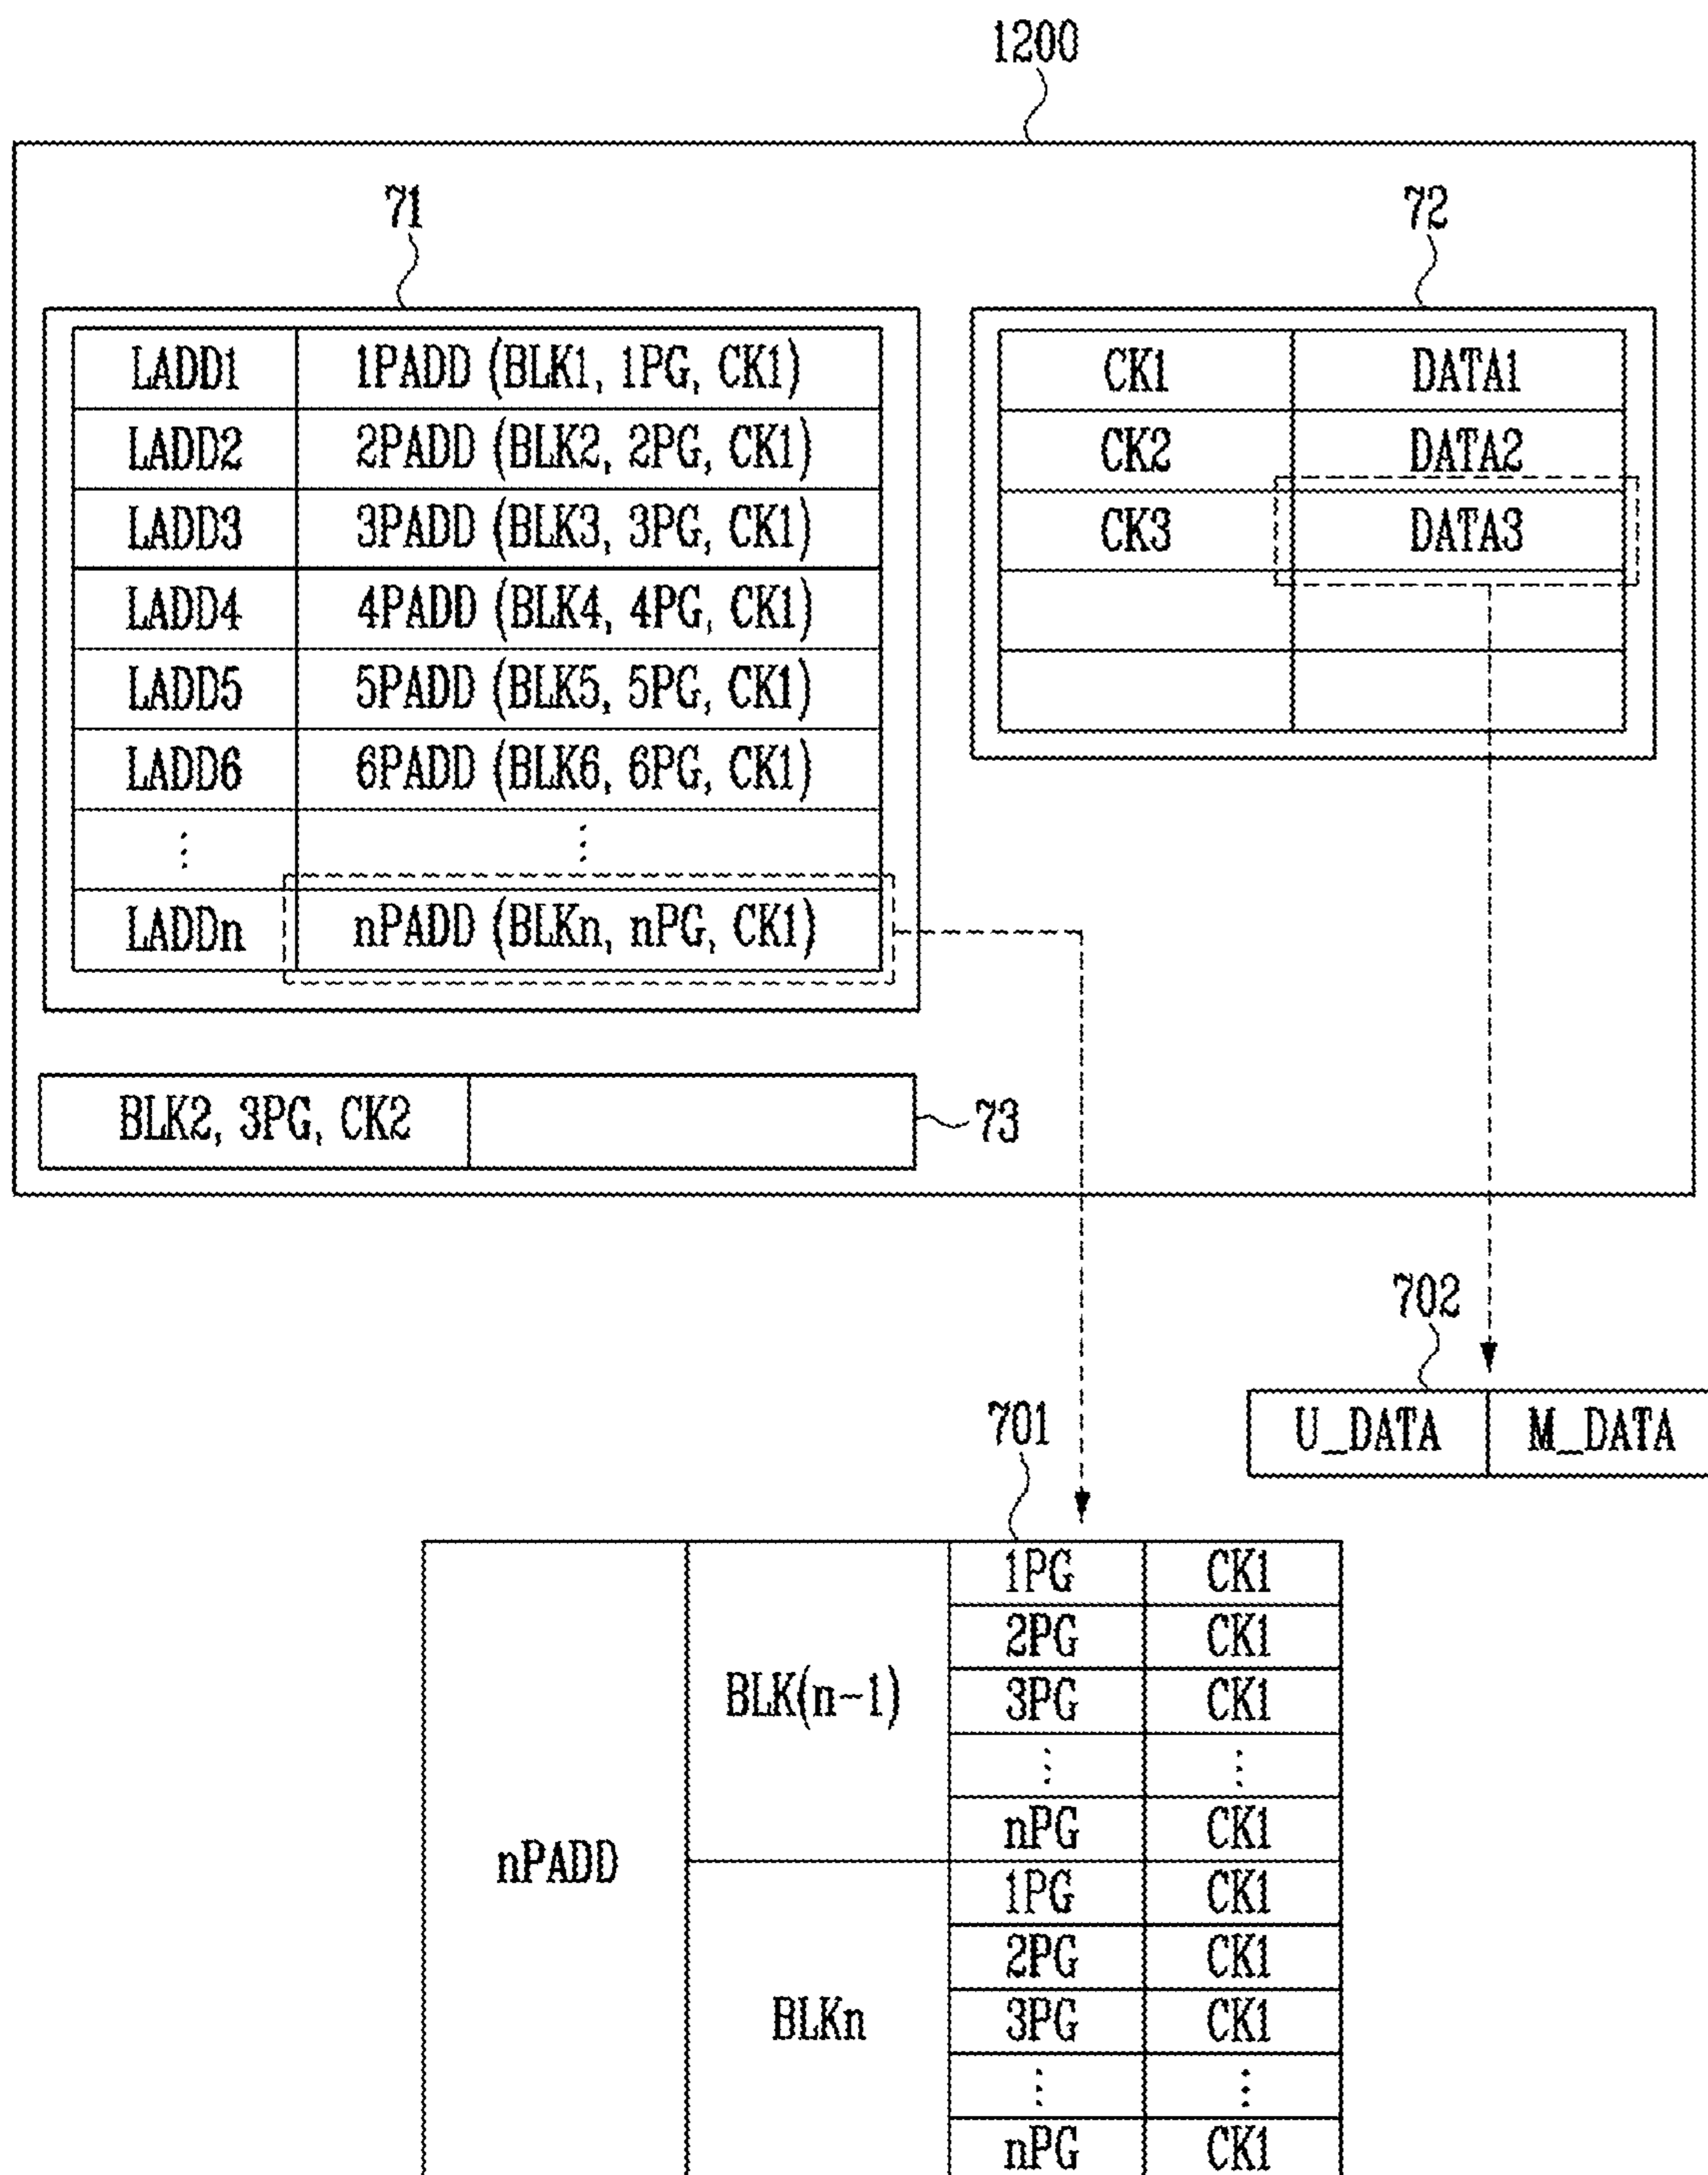 1200
71
72
LADD1 1PADD (BLK1, 1PG, CK1)
LADD2 2PADD (BLK2, 2PG, CK1)
LADD3 3PADD (BLK3, 3PG, CK1)
LADD4 4PADD (BLK4, 4PG, CK1)
LADD5 5PADD (BLK5, 5PG, CK1)
LADD6 6PADD (BLK6, 6PG, CK1)
⋮ ⋮
LADDn nPADD (BLKn, nPG, CK1)
CK1 DATA1
CK2 DATA2
CK3 DATA3
BLK2, 3PG, CK2
73
702
U_DATA M_DATA
701
nPADD
BLK(n-1)
1PG CK1
2PG CK1
3PG CK1
⋮ ⋮
nPG CK1
BLKn
1PG CK1
2PG CK1
3PG CK1
⋮ ⋮
nPG CK1